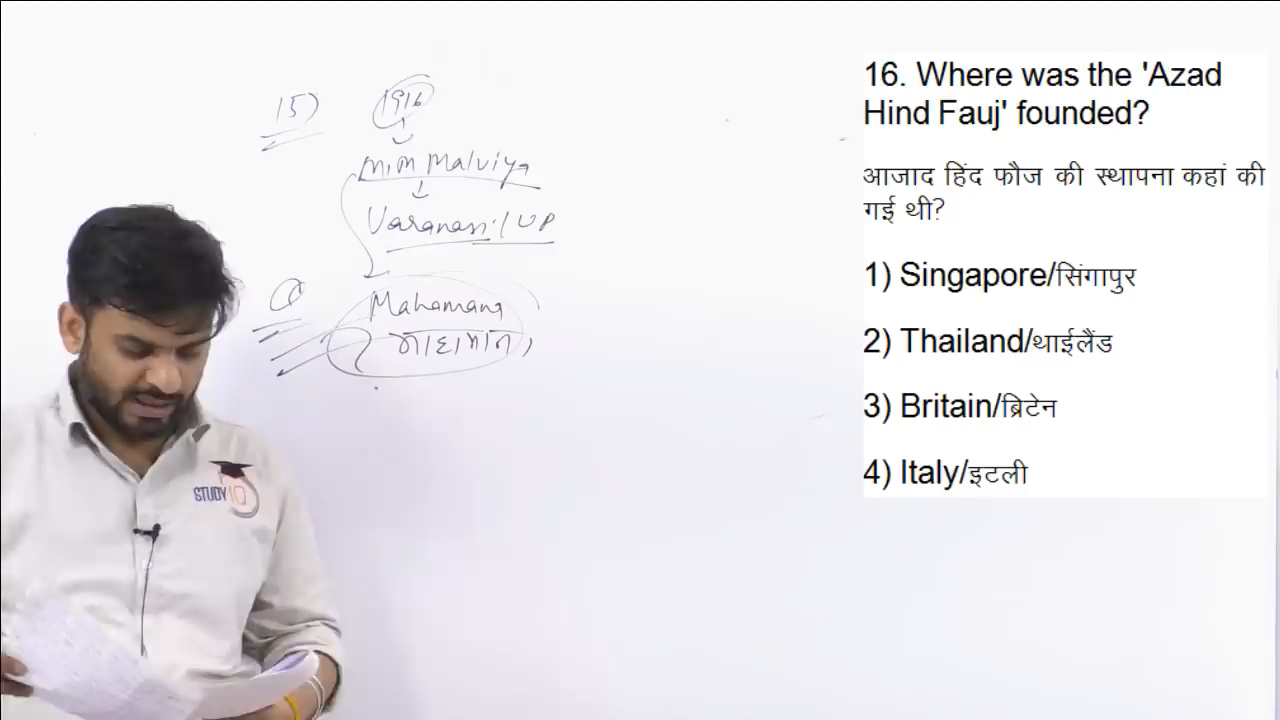 15)
1916
M.M Malviya
Varanasi / UP
Mahamana
STUDY IQ
16. Where was the 'Azad
Hind Fauj' founded?
आजाद हिंद फौज की स्थापना कहां की
गई थी?
1) Singapore/सिंगापुर
2) Thailand/थाईलैंड
3) Britain/ब्रिटेन
4) Italy/इटली